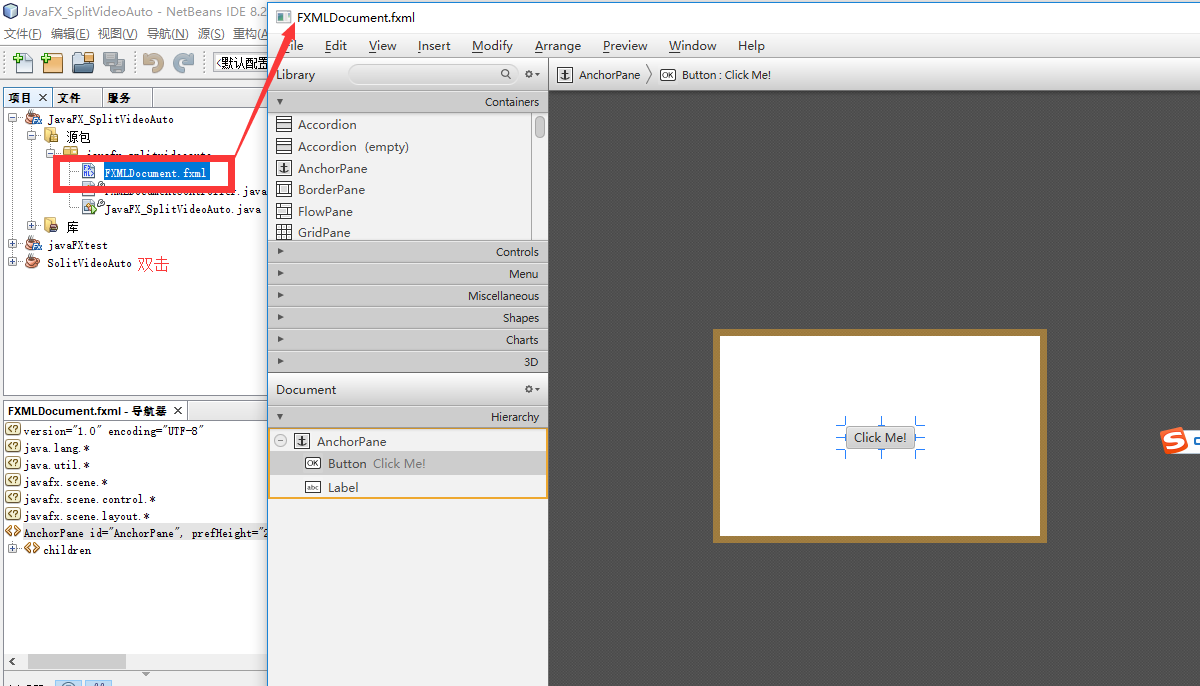 JavaFX_SplitVideoAuto - NetBeans IDE 8.2
文件(F) 编辑(E) 视图(V) 导航(N) 源(S) 重构(A
<默认配置
项目
文件
服务
JavaFX_SplitVideoAuto
源包
javafx_splitvideoauto
FXMLDocument.fxml
FXMLDocumentController.java
JavaFX_SplitVideoAuto.java
库
javaFXtest
SolitVideoAuto 双击
FXMLDocument.fxml - 导航器
version="1.0" encoding="UTF-8"
java.lang.*
java.util.*
javafx.scene.*
javafx.scene.control.*
javafx.scene.layout.*
AnchorPane id="AnchorPane", prefHeight="2
children
FXMLDocument.fxml
File Edit View Insert Modify Arrange Preview Window Help
Library
Containers
Accordion
Accordion (empty)
AnchorPane
BorderPane
FlowPane
GridPane
Controls
Menu
Miscellaneous
Shapes
Charts
3D
Document
Hierarchy
AnchorPane
OK Button Click Me!
abc Label
AnchorPane OK Button : Click Me!
Click Me!